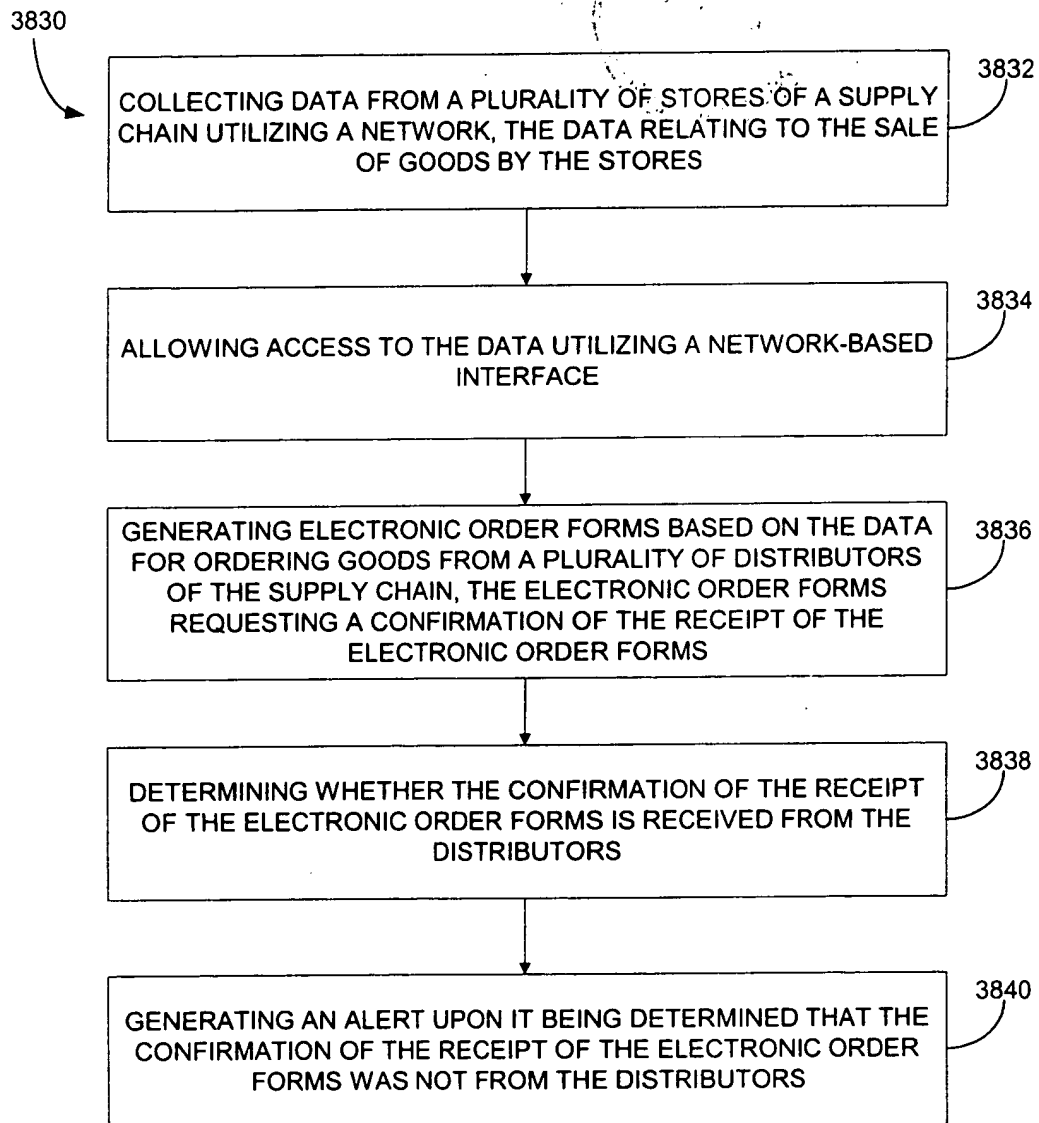 3830
3832
COLLECTING DATA FROM A PLURALITY OF STORES OF A SUPPLY
CHAIN UTILIZING A NETWORK, THE DATA RELATING TO THE SALE
OF GOODS BY THE STORES
3834
ALLOWING ACCESS TO THE DATA UTILIZING A NETWORK-BASED
INTERFACE
3836
GENERATING ELECTRONIC ORDER FORMS BASED ON THE DATA
FOR ORDERING GOODS FROM A PLURALITY OF DISTRIBUTORS
OF THE SUPPLY CHAIN, THE ELECTRONIC ORDER FORMS
REQUESTING A CONFIRMATION OF THE RECEIPT OF THE
ELECTRONIC ORDER FORMS
3838
DETERMINING WHETHER THE CONFIRMATION OF THE RECEIPT
OF THE ELECTRONIC ORDER FORMS IS RECEIVED FROM THE
DISTRIBUTORS
3840
GENERATING AN ALERT UPON IT BEING DETERMINED THAT THE
CONFIRMATION OF THE RECEIPT OF THE ELECTRONIC ORDER
FORMS WAS NOT FROM THE DISTRIBUTORS